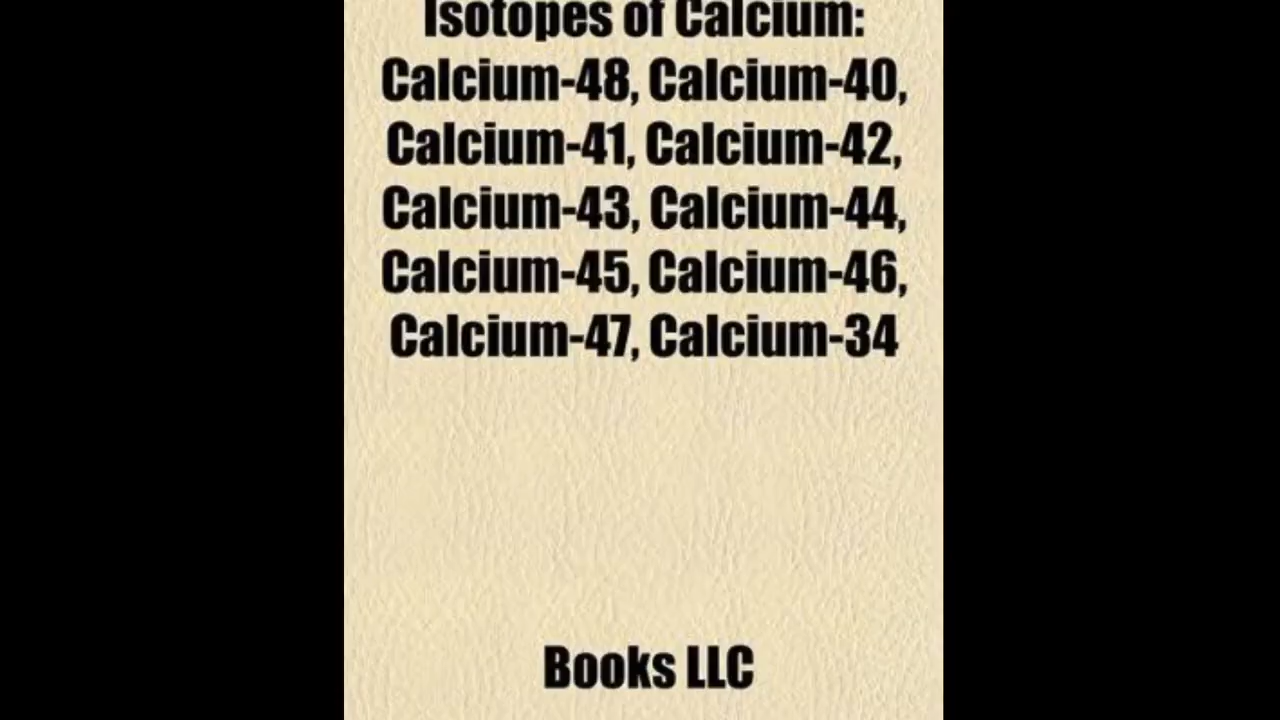 Isotopes of Calcium:
Calcium-48, Calcium-40,
Calcium-41, Calcium-42,
Calcium-43, Calcium-44,
Calcium-45, Calcium-46,
Calcium-47, Calcium-34
Books LLC